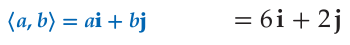 ⟨a, b⟩ = ai + bj = 6i + 2j